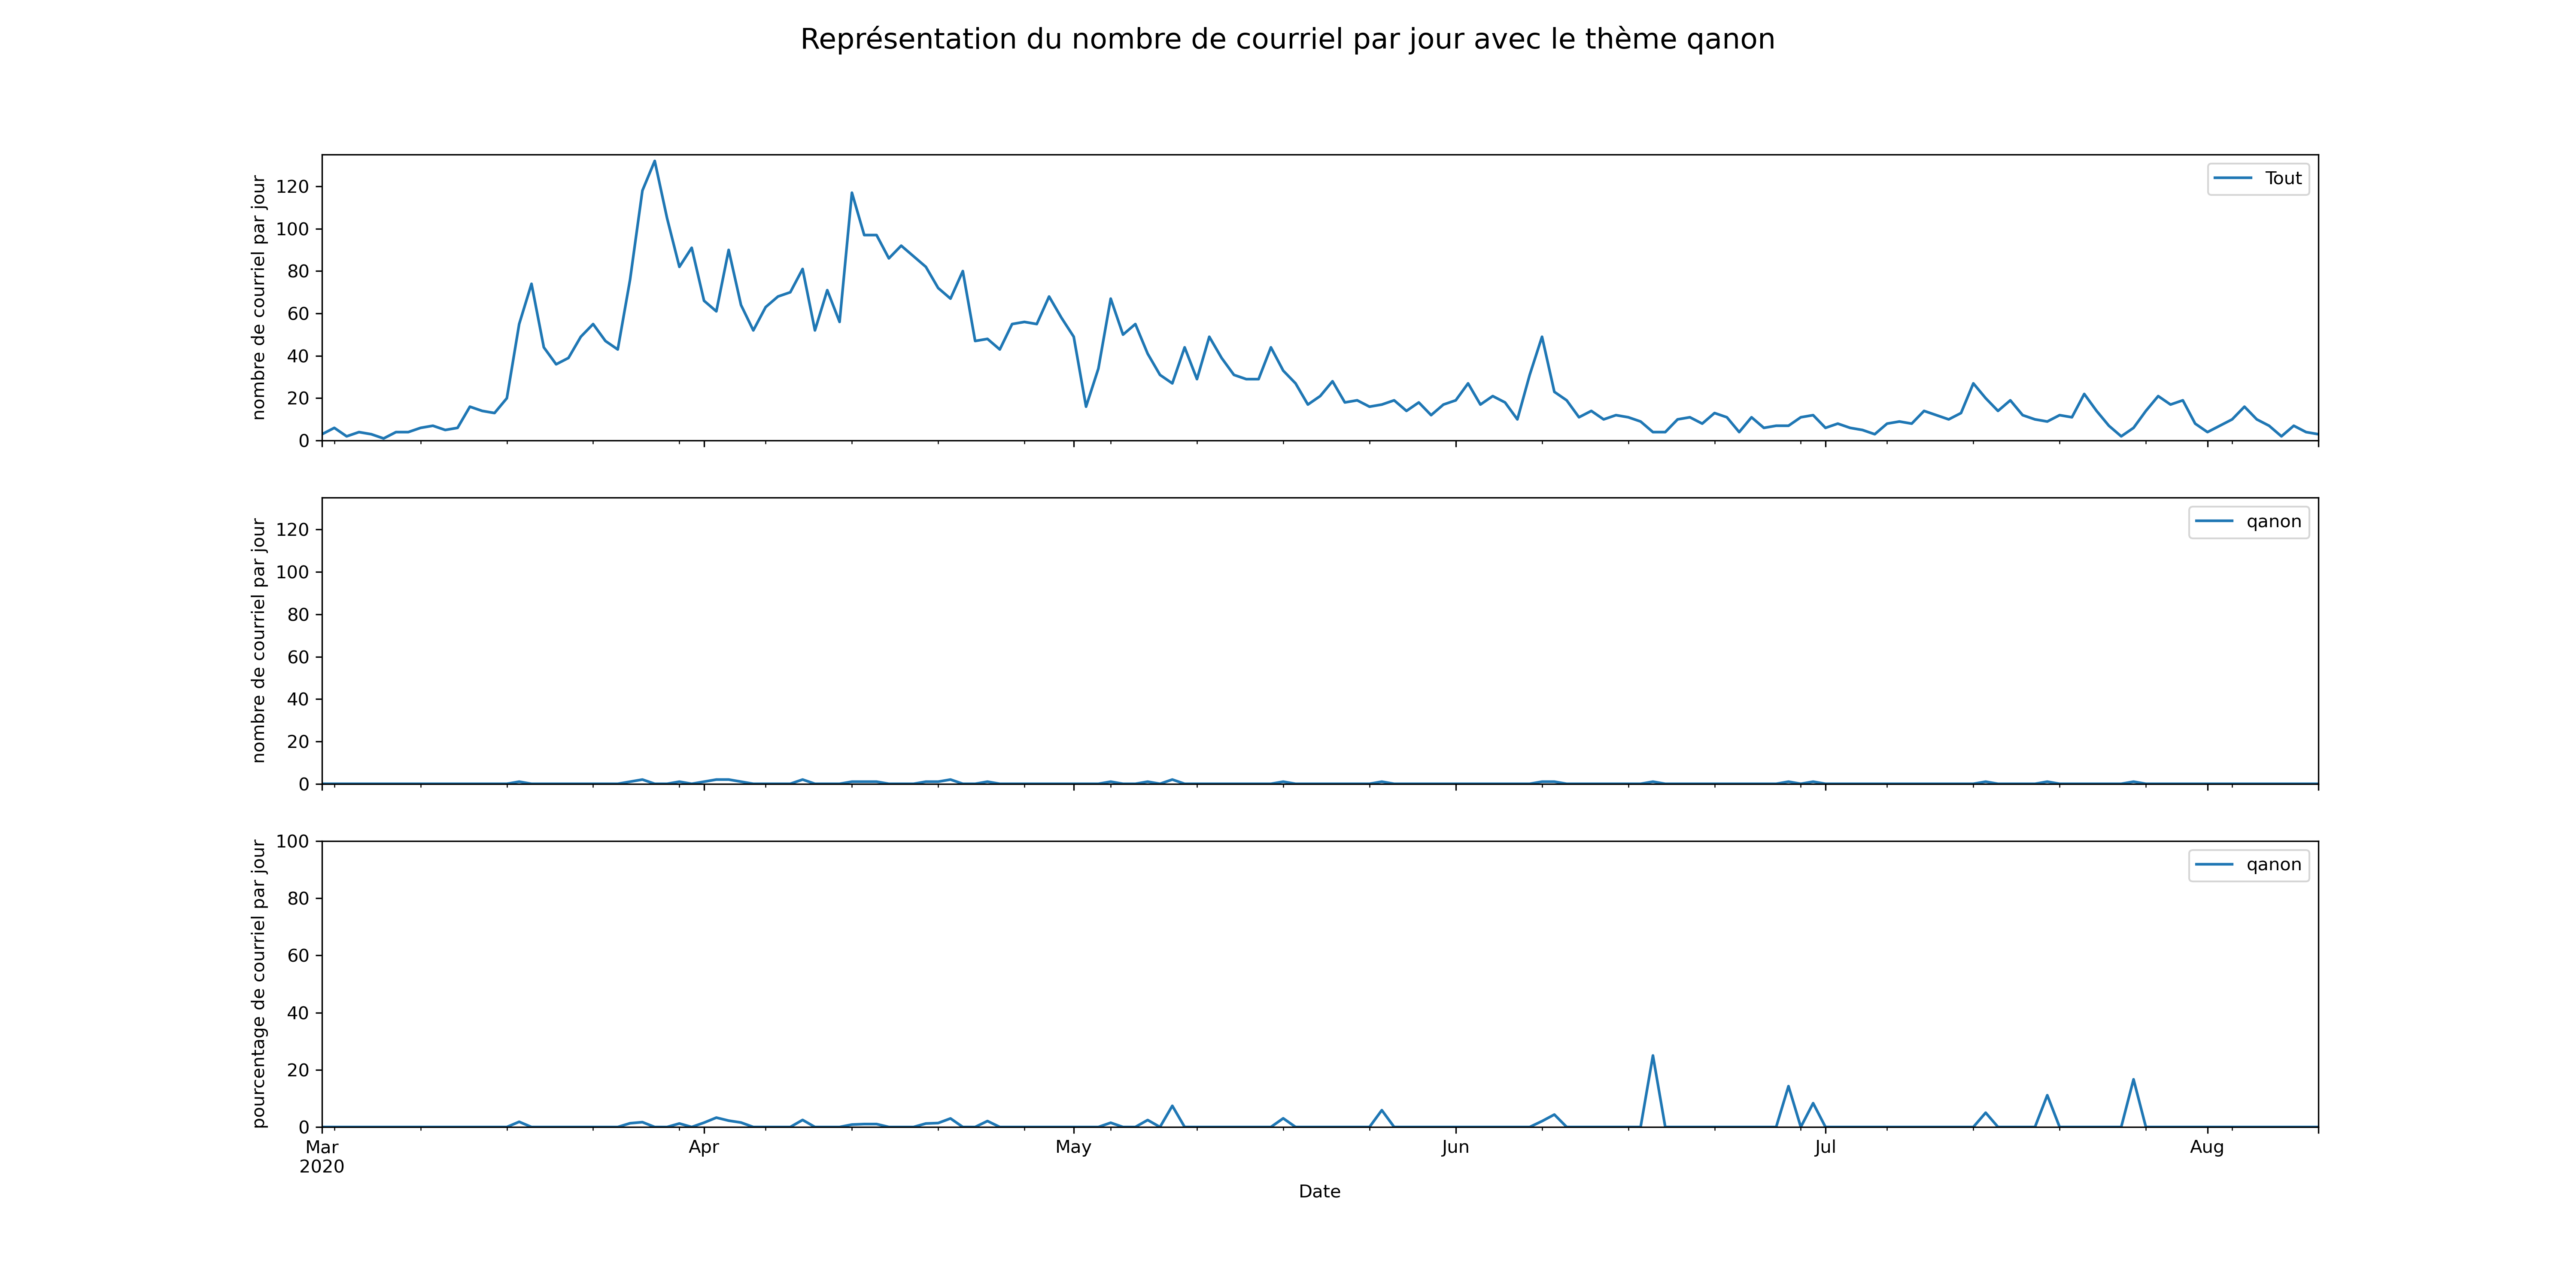 Représentation du nombre de courriel par jour avec le thème qanon
nombre de courriel par jour
120
100
80
60
40
20
0
Tout
nombre de courriel par jour
120
100
80
60
40
20
0
qanon
pourcentage de courriel par jour
100
80
60
40
20
0
qanon
Mar Apr May Jun Jul Aug
2020
Date